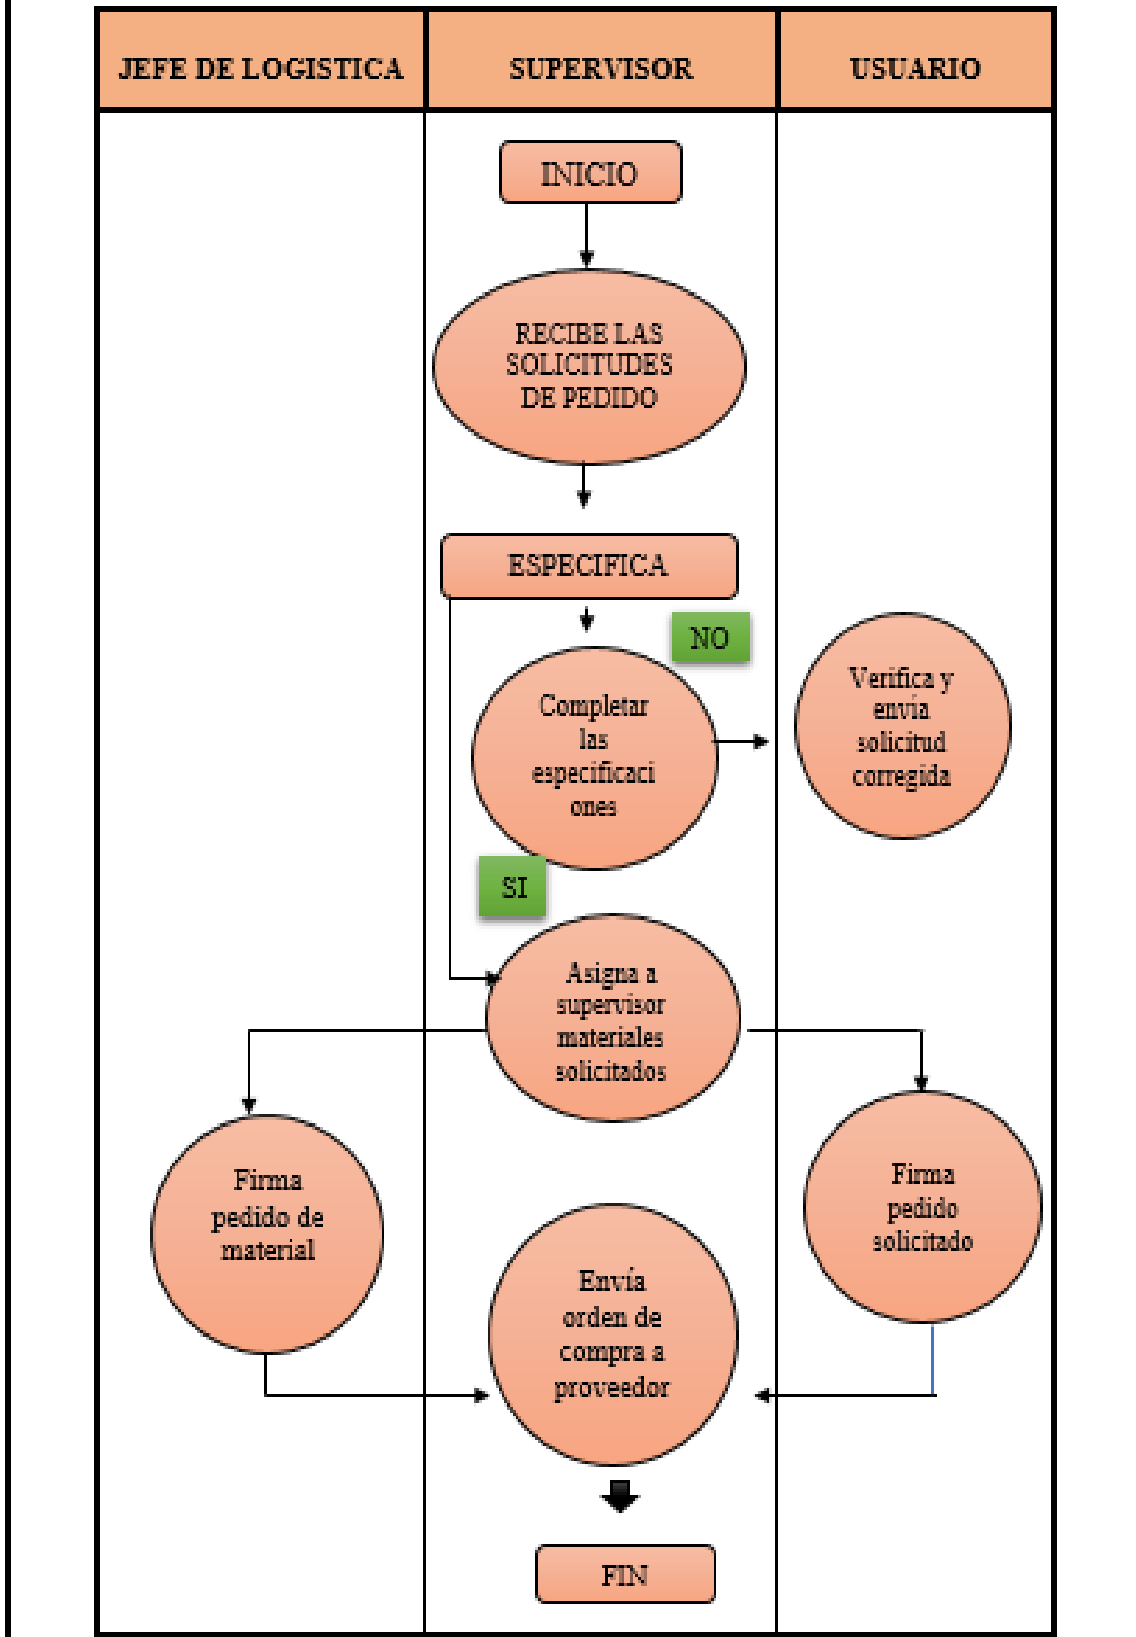 JEFE DE LOGISTICA
SUPERVISOR
USUARIO
INICIO
RECIBE LAS
SOLICITUDES
DE PEDIDO
ESPECIFICA
NO
Completar
las
especificaci
ones
Verifica y
envía
solicitud
corregida
SI
Asigna a
supervisor
materiales
solicitados
Firma
pedido de
material
Firma
pedido
solicitado
Envía
orden de
compra a
proveedor
FIN